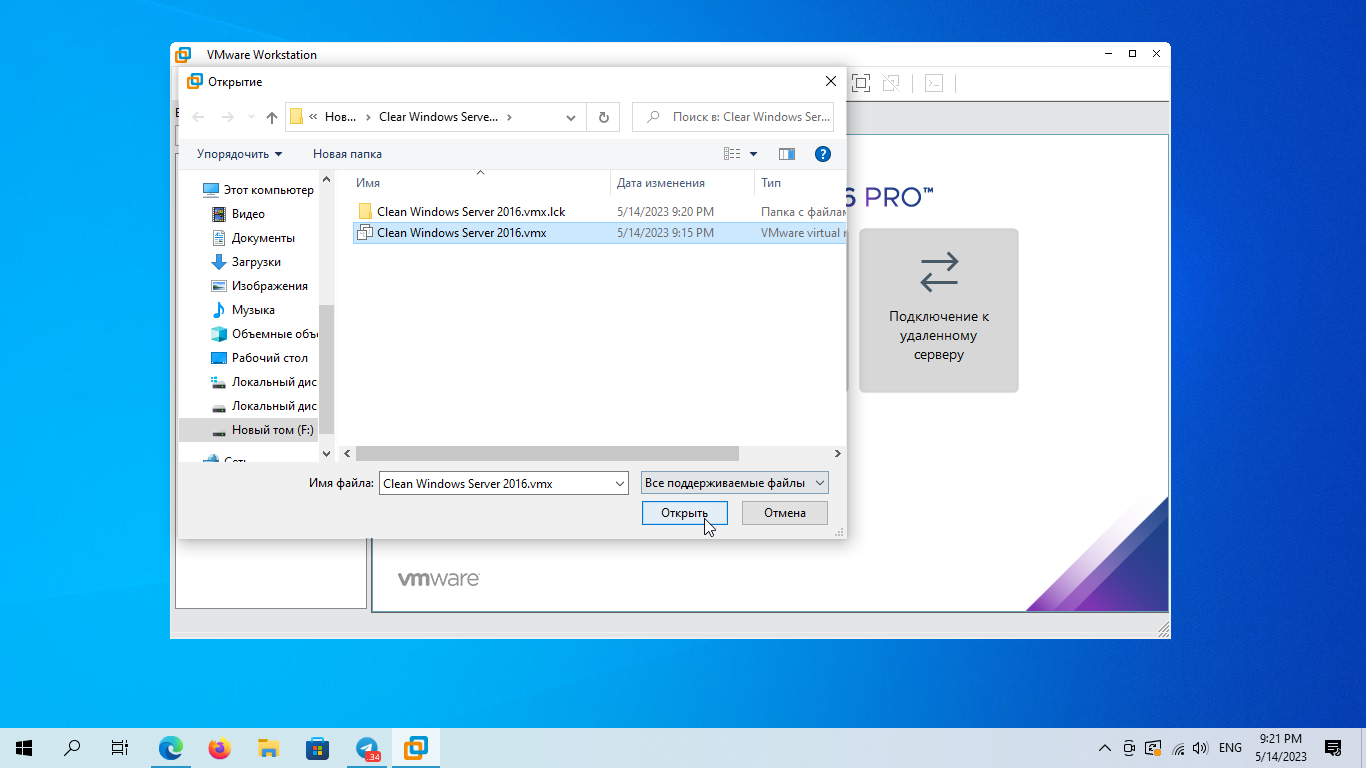 VMware Workstation
Открытие
« Нов... › Clear Windows Serve... ›
Поиск в: Clear Windows Ser...
Упорядочить
Новая папка
Имя
Дата изменения
Тип
Этот компьютер
Видео
Документы
Загрузки
Изображения
Музыка
Объемные объ
Рабочий стол
Локальный дис
Локальный дис
Новый том (F:)
Сеть
Clean Windows Server 2016.vmx.lck 5/14/2023 9:20 PM Папка с файлам
Clean Windows Server 2016.vmx 5/14/2023 9:15 PM VMware virtual
6 PRO™
Подключение к
удаленному
серверу
Имя файла:
Clean Windows Server 2016.vmx
Все поддерживаемые файлы
Открыть
Отмена
vmware
34
ENG
9:21 PM
5/14/2023